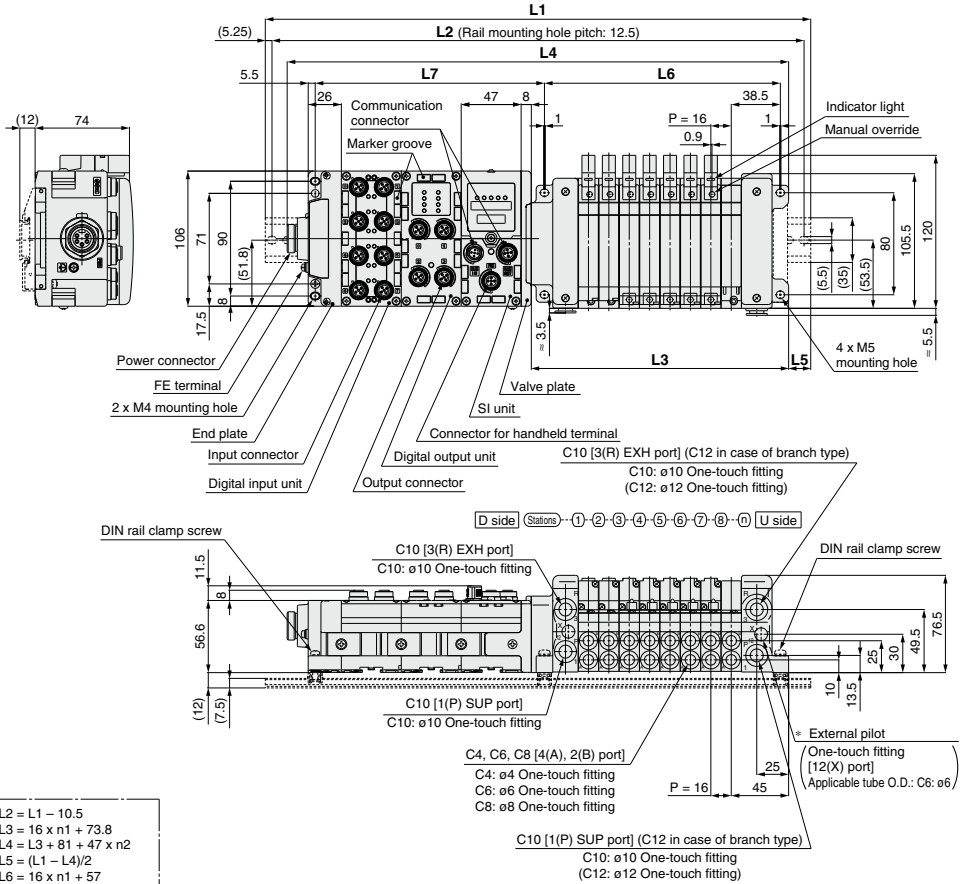 L1
(5.25)
L2 (Rail mounting hole pitch: 12.5)
L4
5.5
L7
L6
(12)
74
26
Communication
connector
47
8
38.5
Indicator light
P = 16
1
1
Manual override
Marker groove
0.9
106
71
90
(51.8)
8
17.5
80
105.5
120
(5.5)
(35)
(53.5)
≈ 3.5
≈ 5.5
L3
L5
4 x M5
mounting hole
Power connector
FE terminal
2 x M4 mounting hole
End plate
Input connector
Digital input unit
Valve plate
SI unit
Connector for handheld terminal
Digital output unit
Output connector
C10 [3(R) EXH port] (C12 in case of branch type)
C10: ø10 One-touch fitting
(C12: ø12 One-touch fitting)
D side (Stations) 1 2 3 4 5 6 7 8 n U side
DIN rail clamp screw
C10 [3(R) EXH port]
C10: ø10 One-touch fitting
DIN rail clamp screw
11.5
8
56.6
(12)
(7.5)
76.5
49.5
30
25
13.5
10
C10 [1(P) SUP port]
C10: ø10 One-touch fitting
* External pilot
One-touch fitting
[12(X) port]
Applicable tube O.D.: C6: ø6
C4, C6, C8 [4(A), 2(B) port]
C4: ø4 One-touch fitting
C6: ø6 One-touch fitting
C8: ø8 One-touch fitting
25
P = 16
45
C10 [1(P) SUP port] (C12 in case of branch type)
C10: ø10 One-touch fitting
(C12: ø12 One-touch fitting)
L2 = L1 – 10.5
L3 = 16 x n1 + 73.8
L4 = L3 + 81 + 47 x n2
L5 = (L1 – L4)/2
L6 = 16 x n1 + 57